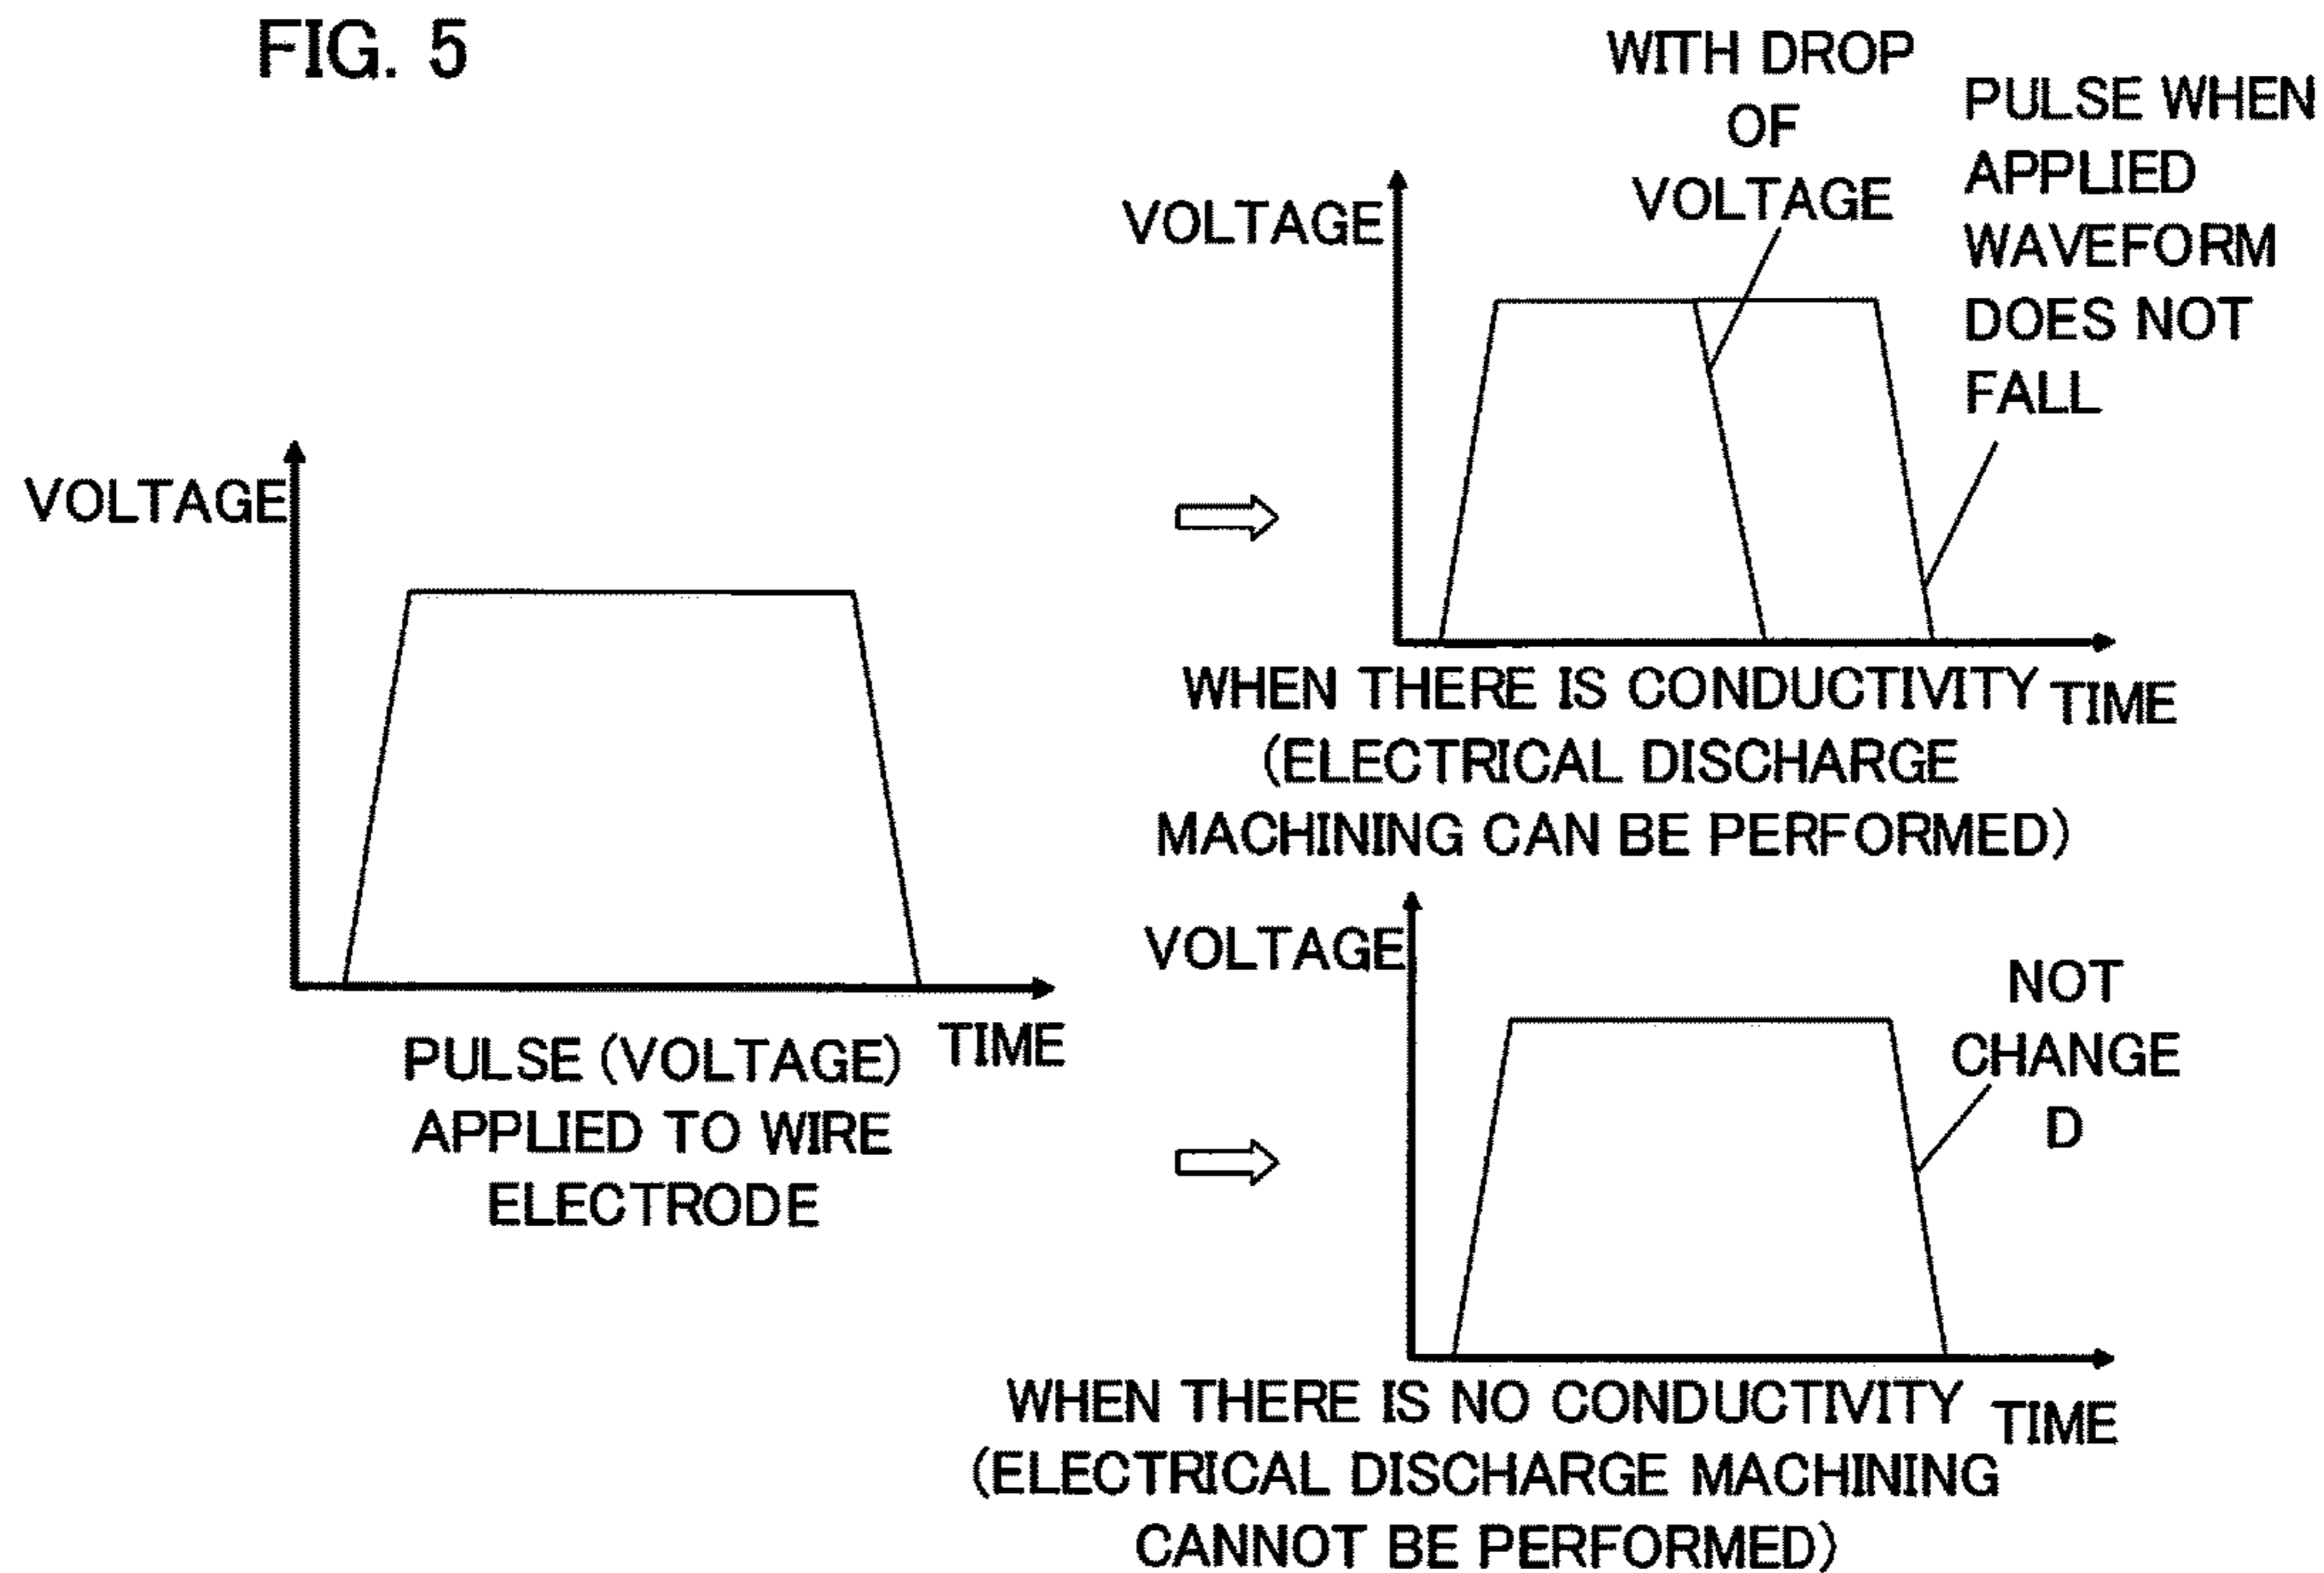 FIG. 5
VOLTAGE
TIME
PULSE (VOLTAGE)
APPLIED TO WIRE
ELECTRODE
WITH DROP
OF
VOLTAGE
PULSE WHEN
APPLIED
WAVEFORM
DOES NOT
FALL
VOLTAGE
TIME
WHEN THERE IS CONDUCTIVITY
(ELECTRICAL DISCHARGE
MACHINING CAN BE PERFORMED)
VOLTAGE
NOT
CHANGE
D
TIME
WHEN THERE IS NO CONDUCTIVITY
(ELECTRICAL DISCHARGE MACHINING
CANNOT BE PERFORMED)